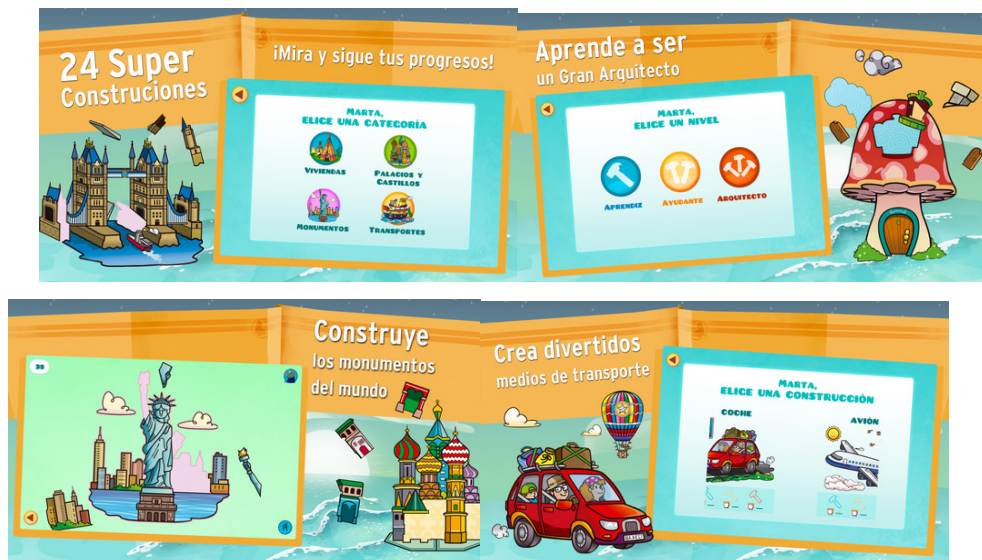 24 Super
Construciones
¡Mira y sigue tus progresos!
MARTA,
ELIGE UNA CATEGORÍA
VIVIENDAS
PALACIOS Y
CASTILLOS
MONUMENTOS
TRANSPORTES
Aprende a ser
un Gran Arquitecto
MARTA,
ELIGE UN NIVEL
APRENDIZ
AYUDANTE
ARQUITECTO
Construye
los monumentos
del mundo
Crea divertidos
medios de transporte
MARTA,
ELIGE UNA CONSTRUCCIÓN
COCHE
AVIÓN